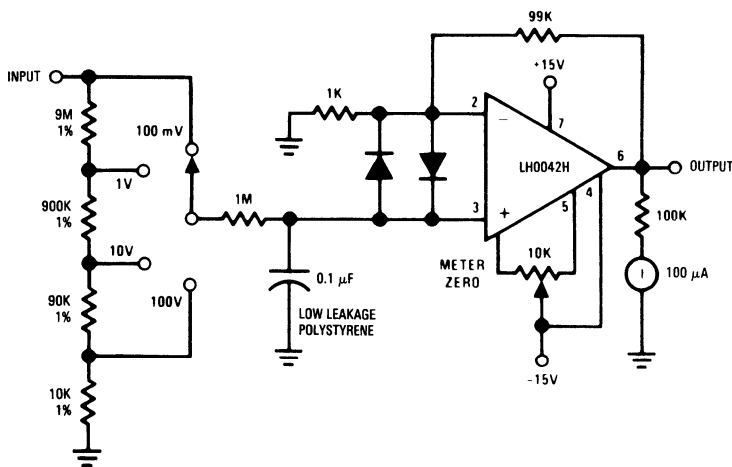 99K
INPUT
+15V
1K
9M
1%
100 mV
2
−
7
LH0042H
6
OUTPUT
1V
1M
3
+
5
4
900K
1%
100K
10V
10K
METER
ZERO
100 μA
0.1 μF
100V
90K
1%
LOW LEAKAGE
POLYSTYRENE
-15V
10K
1%